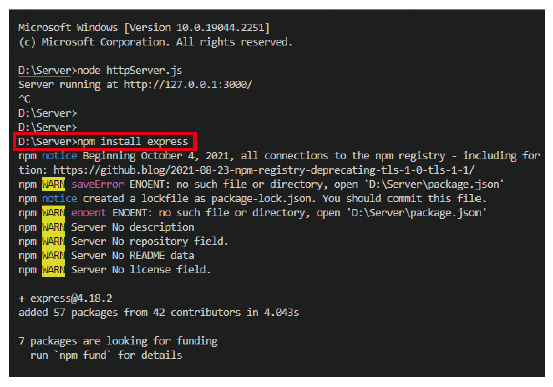 Microsoft Windows [Version 10.0.19044.2251]
(c) Microsoft Corporation. All rights reserved.
D:\Server>node httpServer.js
Server running at http://127.0.0.1:3000/
^C
D:\Server>
D:\Server>
D:\Server>npm install express
npm notice Beginning October 4, 2021, all connections to the npm registry - including for
tion: https://github.blog/2021-08-23-npm-registry-deprecating-tls-1-0-tls-1-1/
npm WARN saveError ENOENT: no such file or directory, open 'D:\Server\package.json'
npm notice created a lockfile as package-lock.json. You should commit this file.
npm WARN enoent ENOENT: no such file or directory, open 'D:\Server\package.json'
npm WARN Server No description
npm WARN Server No repository field.
npm WARN Server No README data
npm WARN Server No license field.
+ express@4.18.2
added 57 packages from 42 contributors in 4.043s
7 packages are looking for funding
run `npm fund` for details